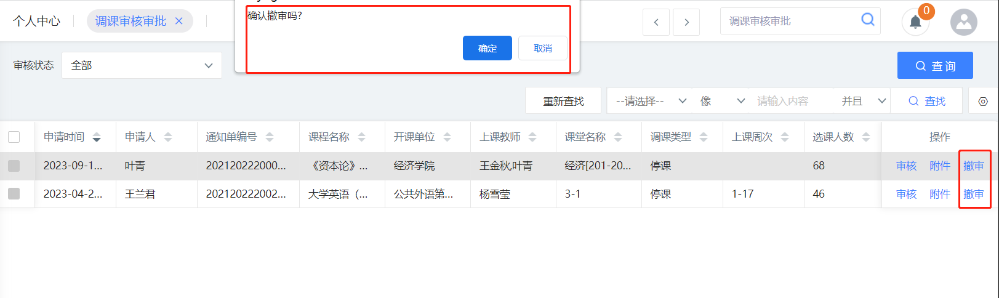 确认撤审吗?
确定 取消
个人中心 调课审核审批 ×
调课审核审批
0
审核状态 全部
查询
重新查找 --请选择-- 像 请输入内容 并且 查找
申请时间 申请人 通知单编号 课程名称 开课单位 上课教师 课堂名称 调课类型 上课周次 选课人数 操作
2023-09-1... 叶青 202120222000... 《资本论》... 经济学院 王金秋,叶青 经济[201-20... 停课 68 审核 附件 撤审
2023-04-2... 王兰君 202120222002... 大学英语（... 公共外语第... 杨雪莹 3-1 停课 1-17 46 审核 附件 撤审